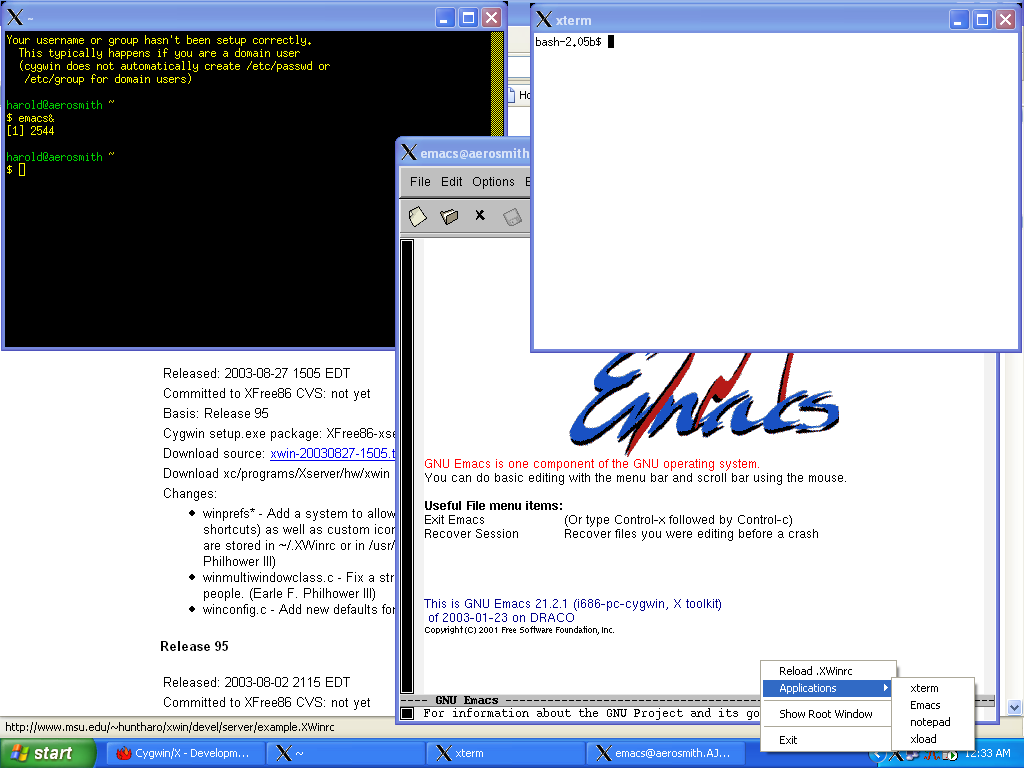 ~
Your username or group hasn't been setup correctly.
This typically happens if you are a domain user
(cygwin does not automatically create /etc/passwd or
/etc/group for domain users)
harold@aerosmith ~
$ emacs&
[1] 2544
harold@aerosmith ~
$
xterm
bash-2.05b$
Ho
emacs@aerosmith
File Edit Options E
Emacs
GNU Emacs is one component of the GNU operating system.
You can do basic editing with the menu bar and scroll bar using the mouse.
Useful File menu items:
Exit Emacs (Or type Control-x followed by Control-c)
Recover Session Recover files you were editing before a crash
This is GNU Emacs 21.2.1 (i686-pc-cygwin, X toolkit)
of 2003-01-23 on DRACO
Copyright (C) 2001 Free Software Foundation, Inc.
GNU Emacs
For information about the GNU Project and its go
Released: 2003-08-27 1505 EDT
Committed to XFree86 CVS: not yet
Basis: Release 95
Cygwin setup.exe package: XFree86-xse
Download source: xwin-20030827-1505.t
Download xc/programs/Xserver/hw/xwin
Changes:
winprefs* - Add a system to allow
shortcuts) as well as custom icon
are stored in ~/.XWinrc or in /usr/
Philhower III)
winmultiwindowclass.c - Fix a str
people. (Earle F. Philhower III)
winconfig.c - Add new defaults for
Release 95
Released: 2003-08-02 2115 EDT
Committed to XFree86 CVS: not yet
http://www.msu.edu/~huntharo/xwin/devel/server/example.XWinrc
Reload .XWinrc
Applications
Show Root Window
Exit
xterm
Emacs
notepad
xload
start
Cygwin/X - Developm...
~
xterm
emacs@aerosmith.AJ...
12:33 AM